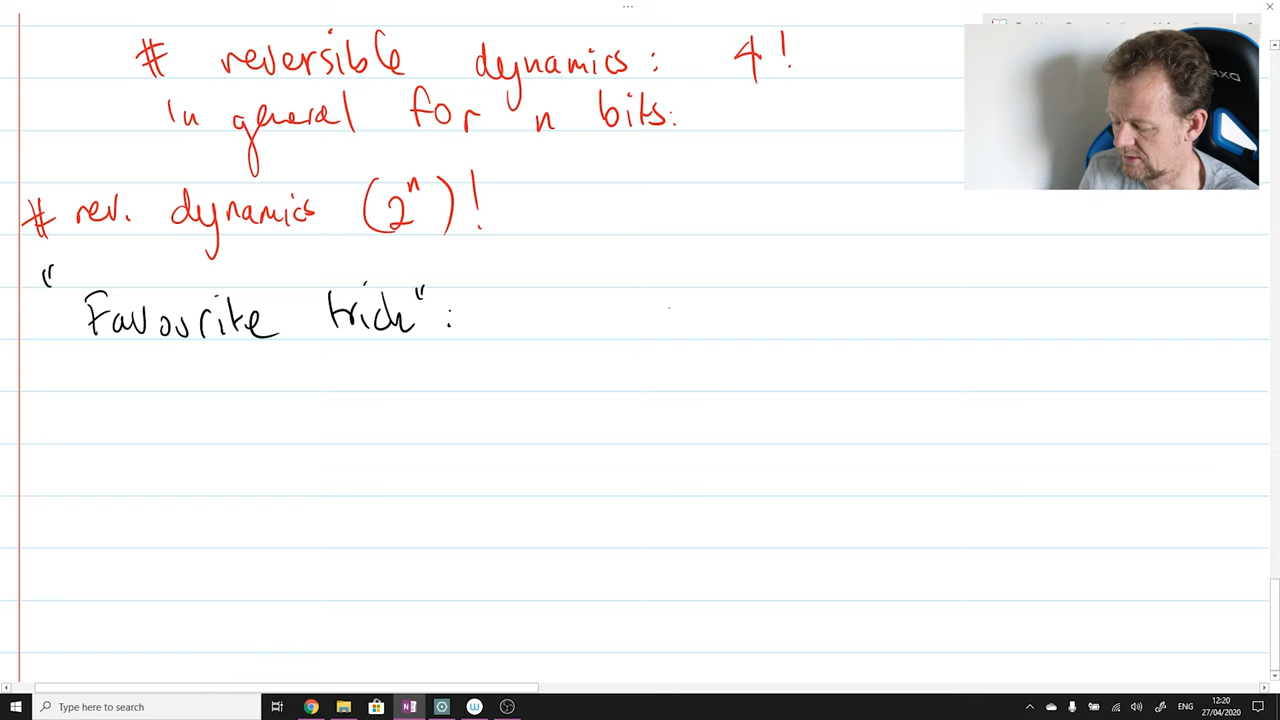 # reversible dynamics: 4!
in general for n bits:
# rev. dynamics (2ⁿ)!
"Favourite trick":
Type here to search
ENG
12:20
27/04/2020